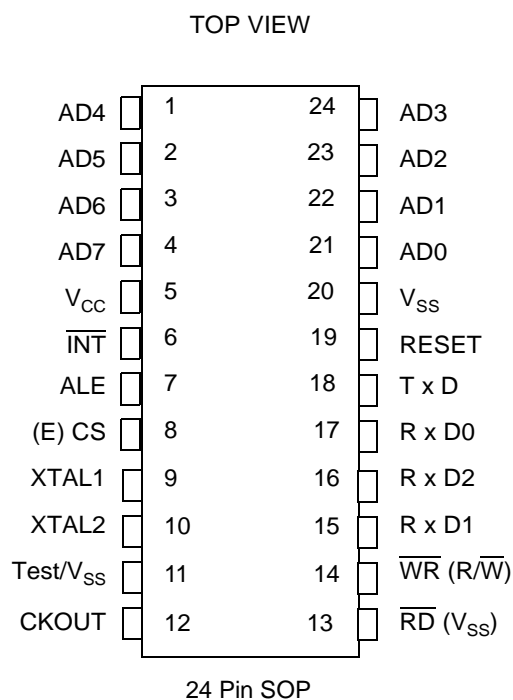 TOP VIEW
AD4 1 24 AD3
AD5 2 23 AD2
AD6 3 22 AD1
AD7 4 21 AD0
VCC 5 20 VSS
INT 6 19 RESET
ALE 7 18 T x D
(E) CS 8 17 R x D0
XTAL1 9 16 R x D2
XTAL2 10 15 R x D1
Test/VSS 11 14 WR (R/W)
CKOUT 12 13 RD (VSS)
24 Pin SOP